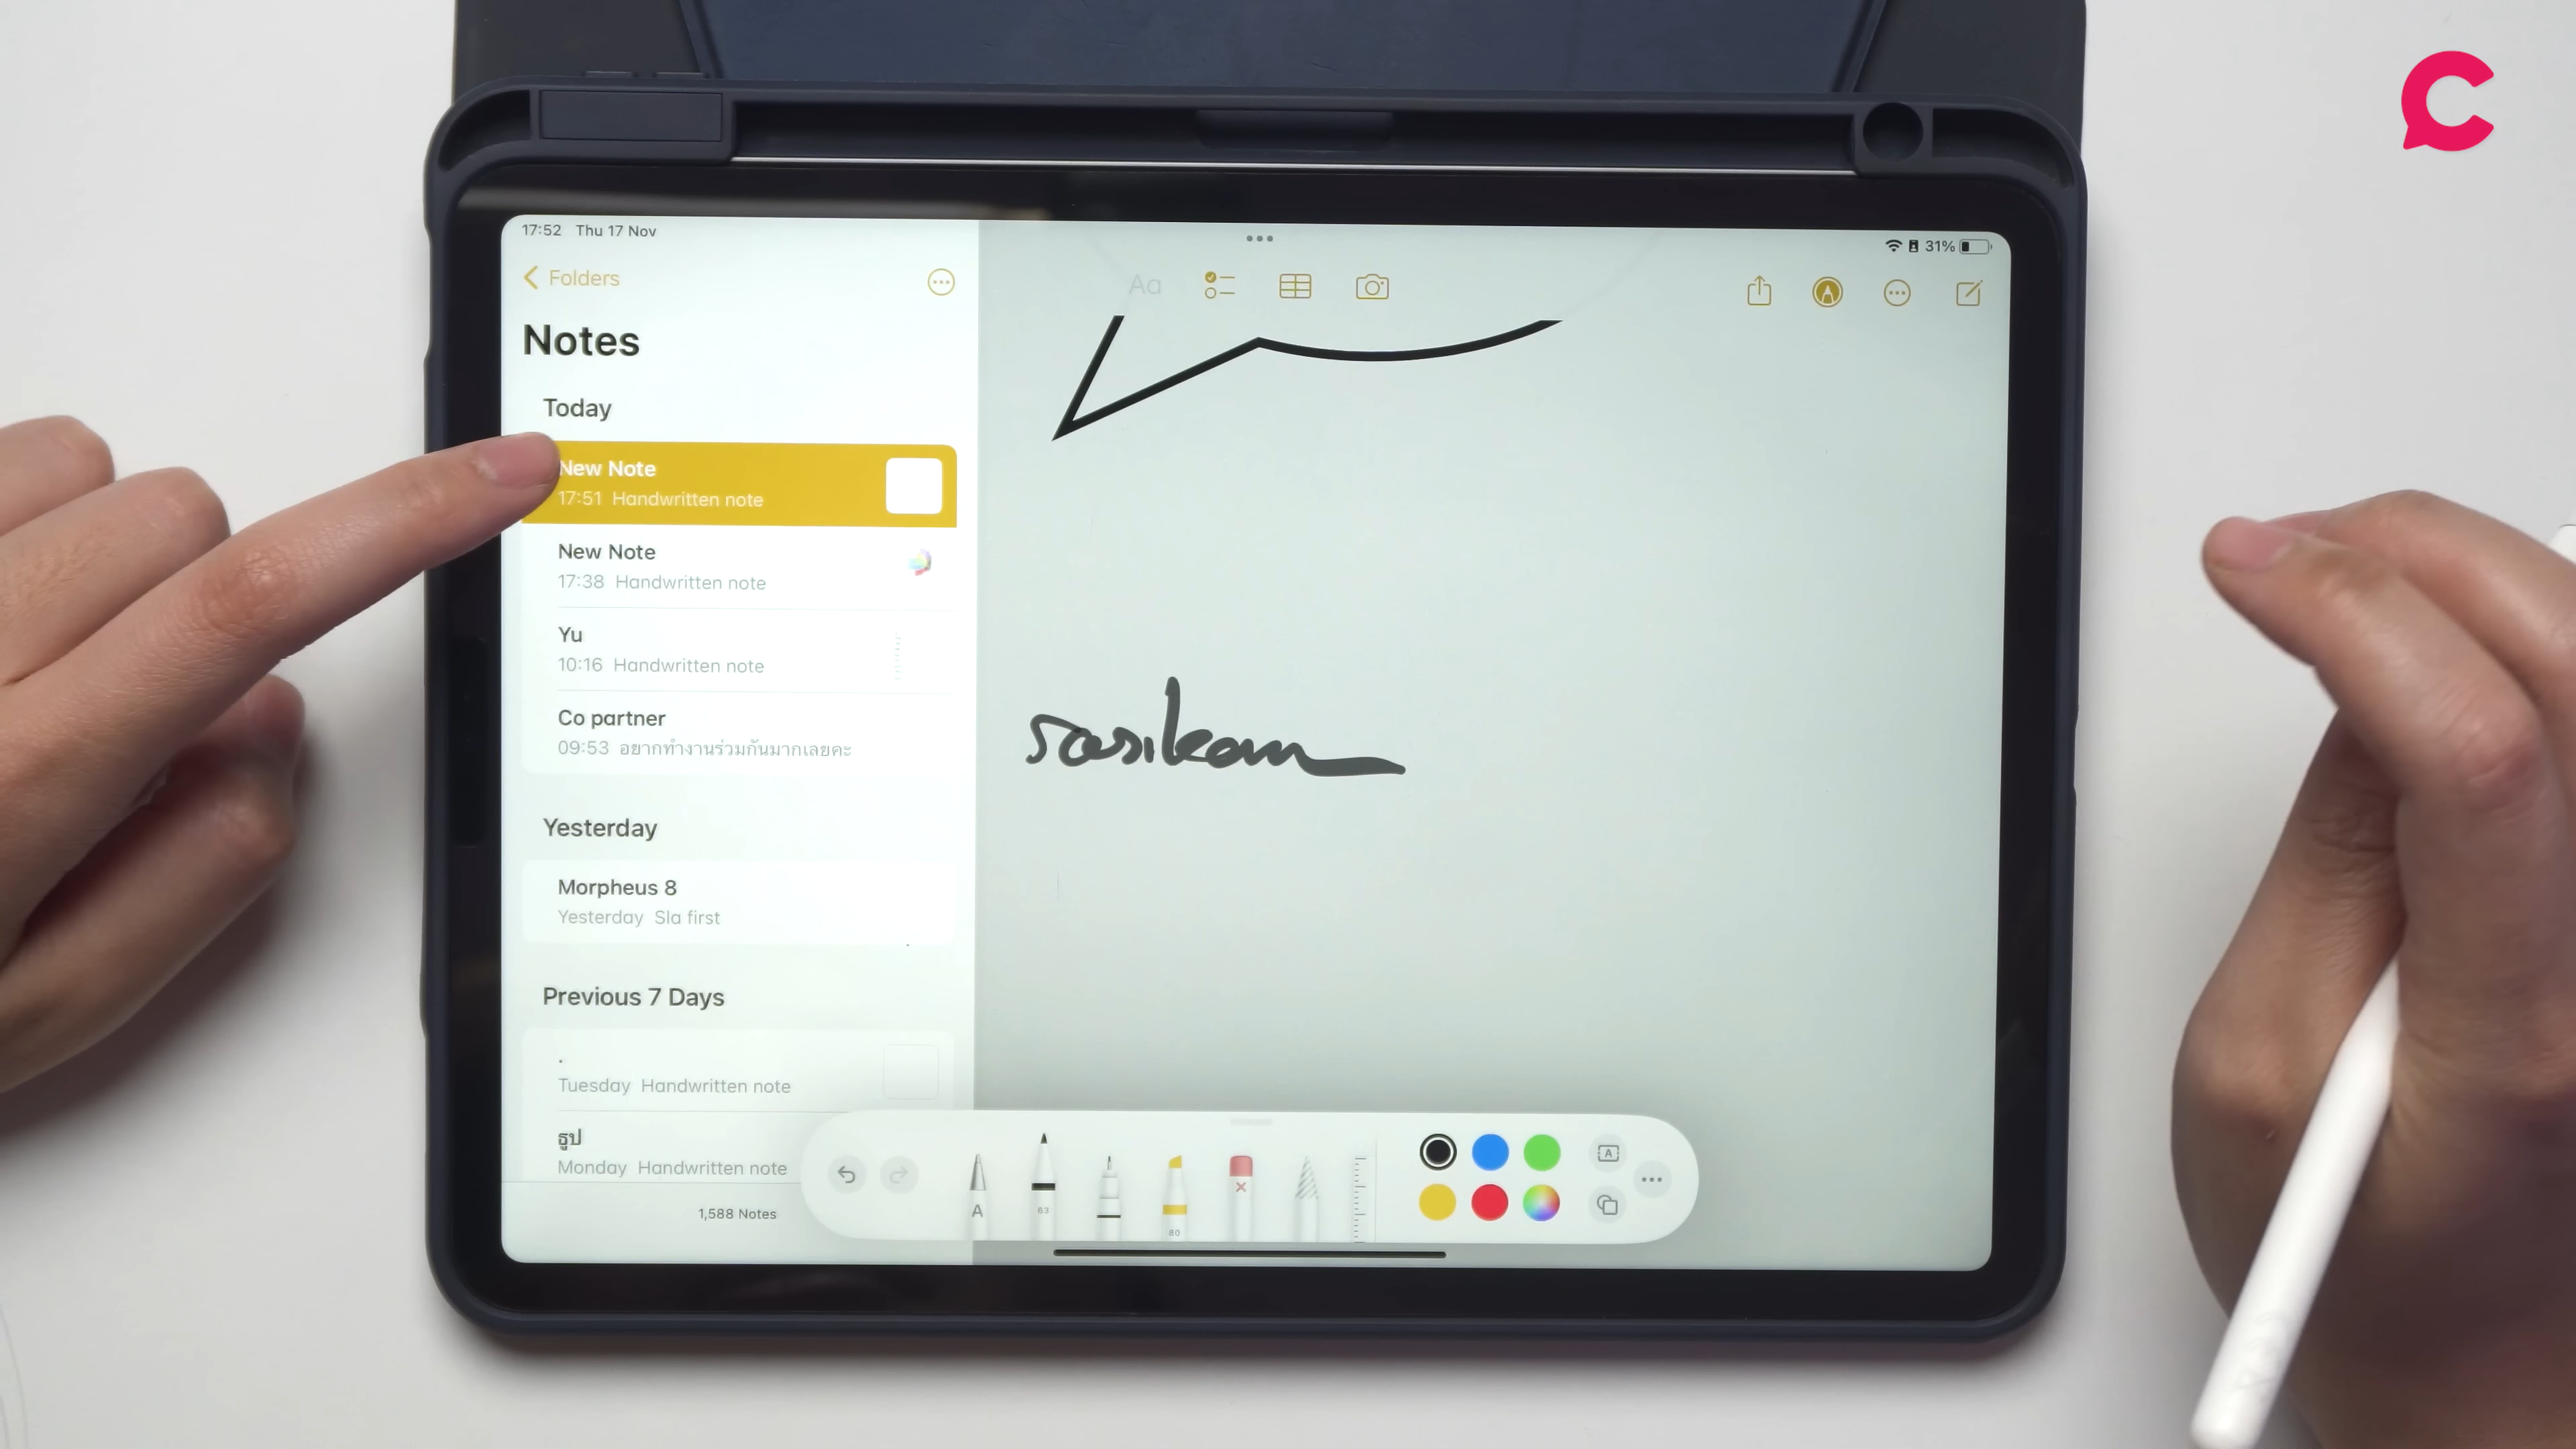 17:52 Thu 17 Nov
31%
Folders
Aa
Notes
Today
New Note
17:51 Handwritten note
New Note
17:38 Handwritten note
Yu
10:16 Handwritten note
Co partner
09:53 อยากทำงานร่วมกันมากเลยคะ
Yesterday
Morpheus 8
Yesterday Sla first
Previous 7 Days
.
Tuesday Handwritten note
ธูป
Monday Handwritten note
1,588 Notes
sasikam
A
63
80
A